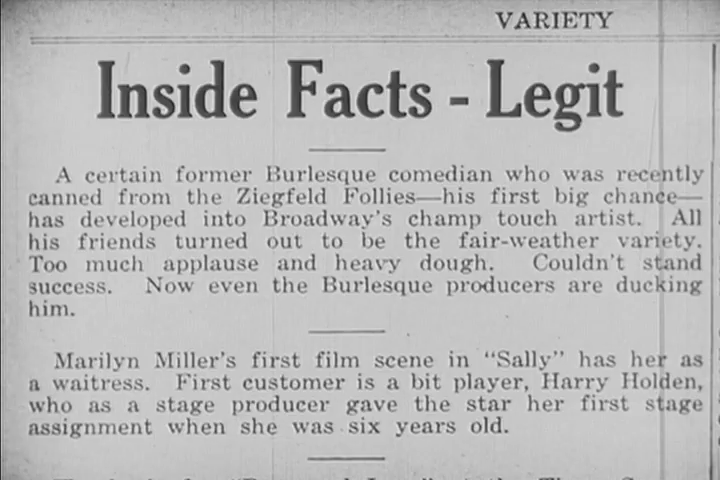 VARIETY
Inside Facts - Legit
A certain former Burlesque comedian who was recently
canned from the Ziegfeld Follies—his first big chance—
has developed into Broadway's champ touch artist. All
his friends turned out to be the fair-weather variety.
Too much applause and heavy dough. Couldn't stand
success. Now even the Burlesque producers are ducking
him.
Marilyn Miller's first film scene in "Sally" has her as
a waitress. First customer is a bit player, Harry Holden,
who as a stage producer gave the star her first stage
assignment when she was six years old.